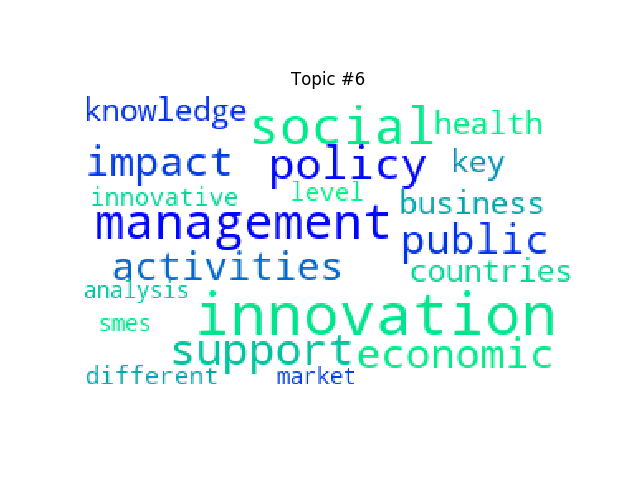 Topic #6
knowledge
social health
impact policy key
innovative level business
management public
activities countries
analysis
smes innovation
support economic
different market